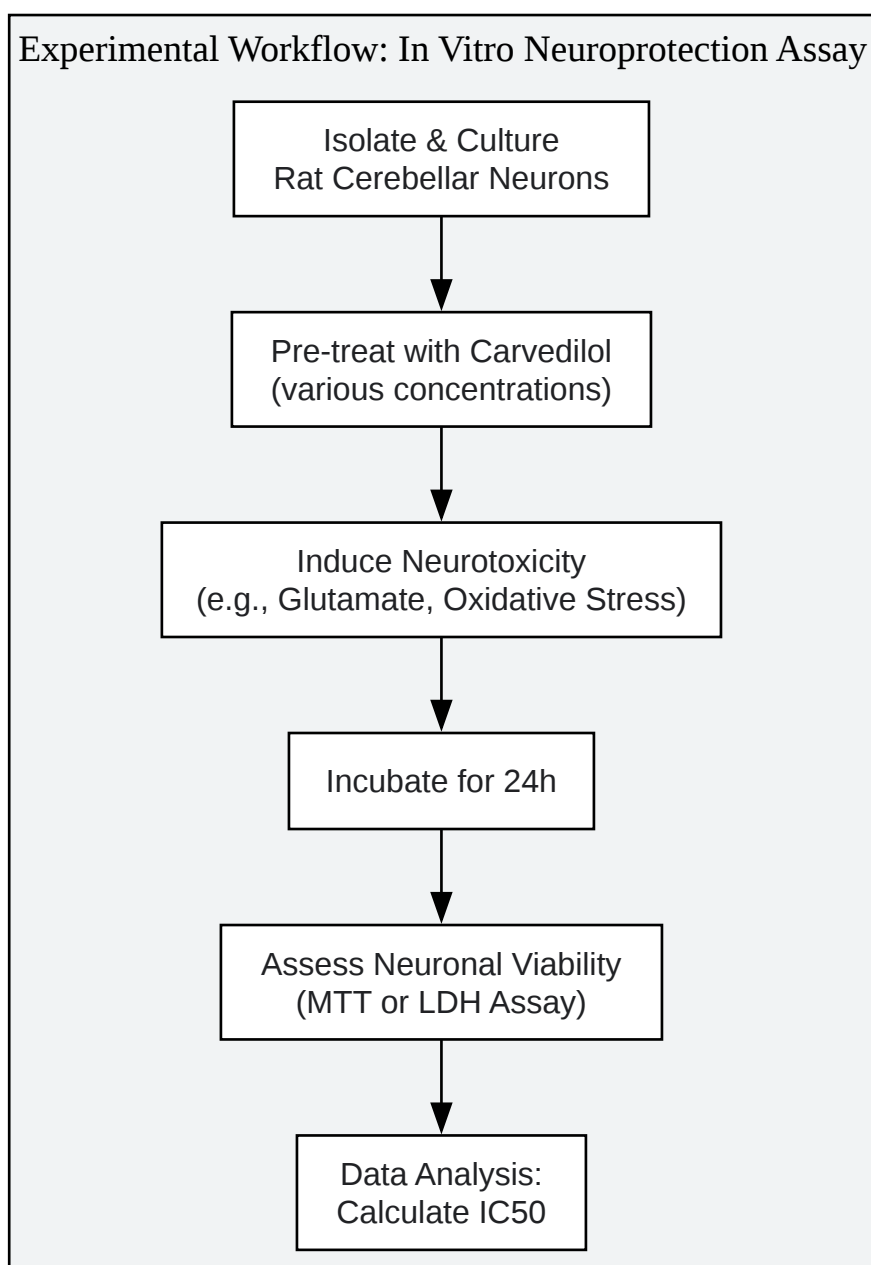 Experimental Workflow: In Vitro Neuroprotection Assay
Isolate & Culture
Rat Cerebellar Neurons
Pre-treat with Carvedilol
(various concentrations)
Induce Neurotoxicity
(e.g., Glutamate, Oxidative Stress)
Incubate for 24h
Assess Neuronal Viability
(MTT or LDH Assay)
Data Analysis:
Calculate IC50